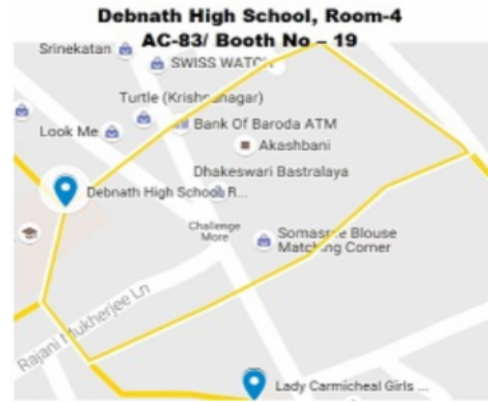 Debnath High School, Room-4
AC-83/ Booth No – 19
Srinekatan
SWISS WATCH
Turtle (Krishnanagar)
Look Me
Bank Of Baroda ATM
Akashbani
Dhakeswari Bastralaya
Debnath High School R...
Challenge
More
Somasree Blouse
Matching Corner
Rajani Mukherjee Ln
Lady Carmicheal Girls ...